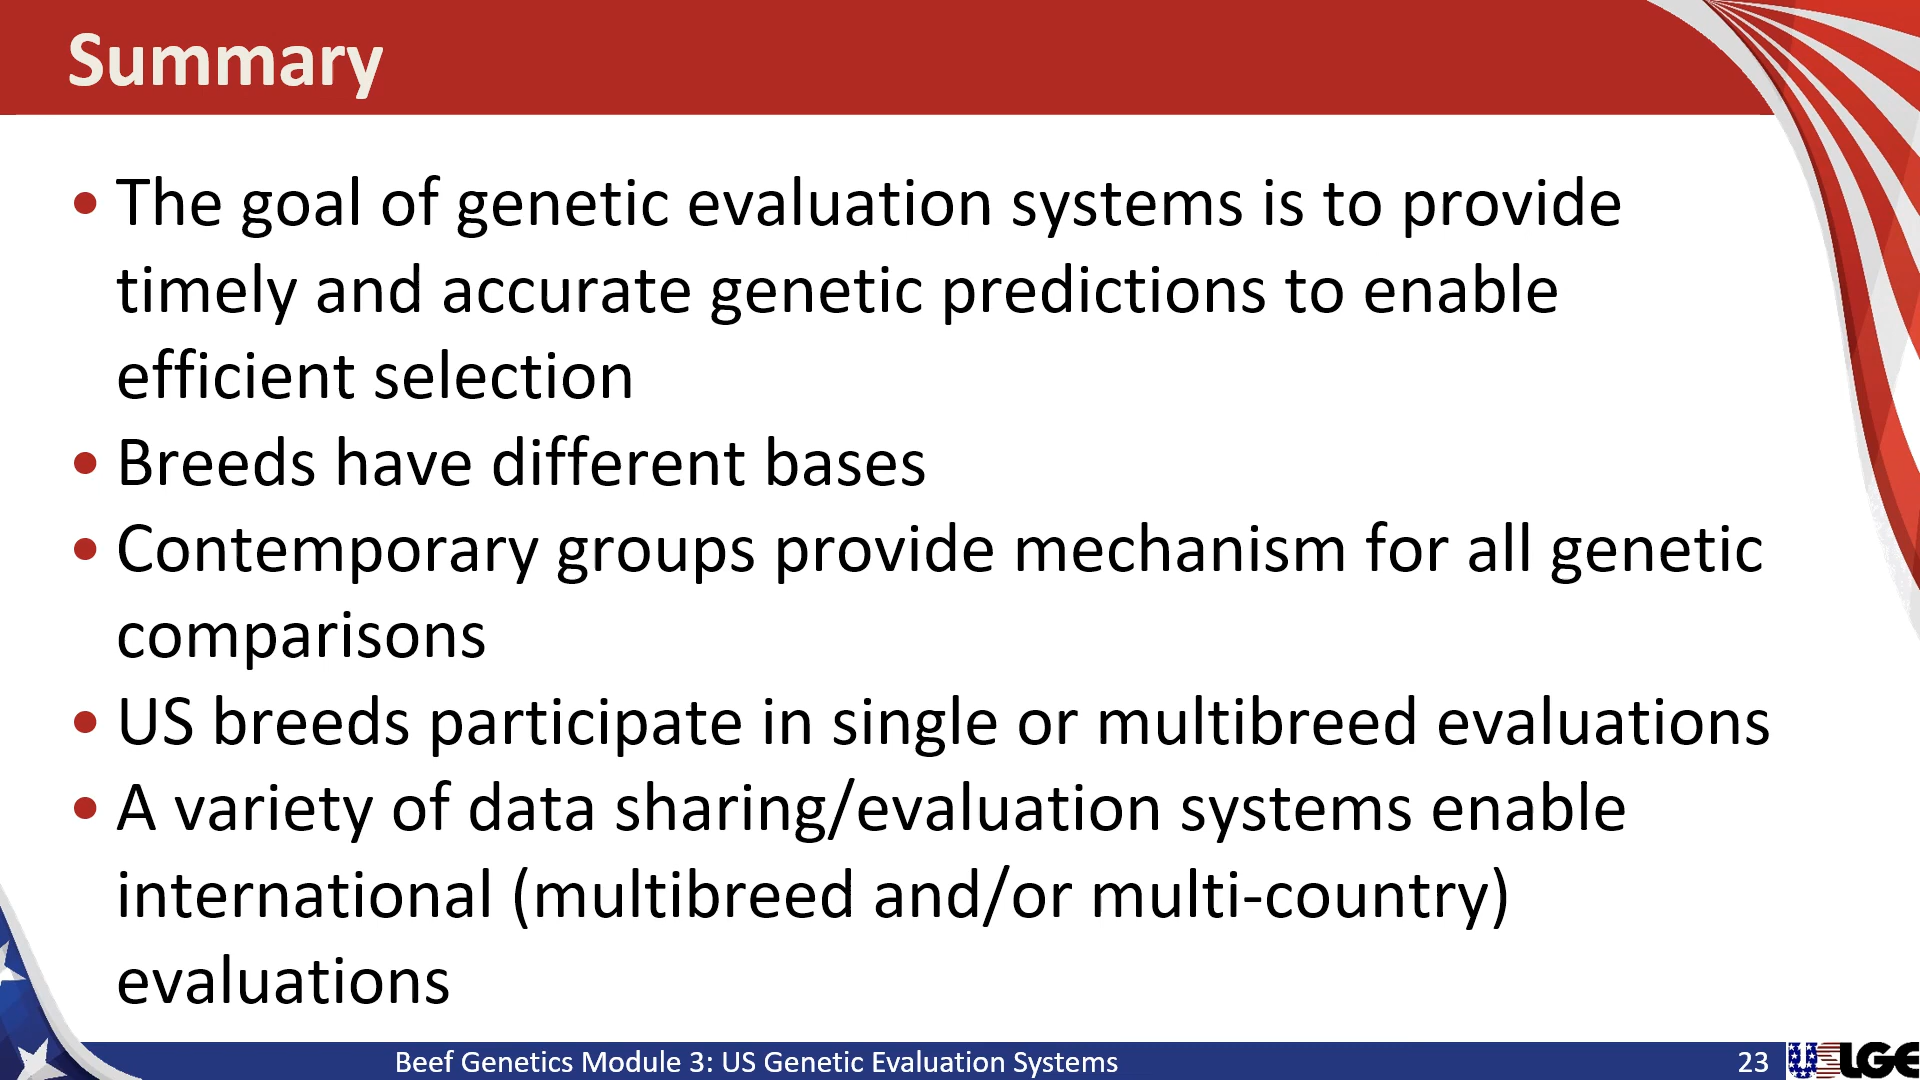 Summary
• The goal of genetic evaluation systems is to provide
timely and accurate genetic predictions to enable
efficient selection
• Breeds have different bases
• Contemporary groups provide mechanism for all genetic
comparisons
• US breeds participate in single or multibreed evaluations
• A variety of data sharing/evaluation systems enable
international (multibreed and/or multi-country)
evaluations
Beef Genetics Module 3: US Genetic Evaluation Systems
23
USLGE